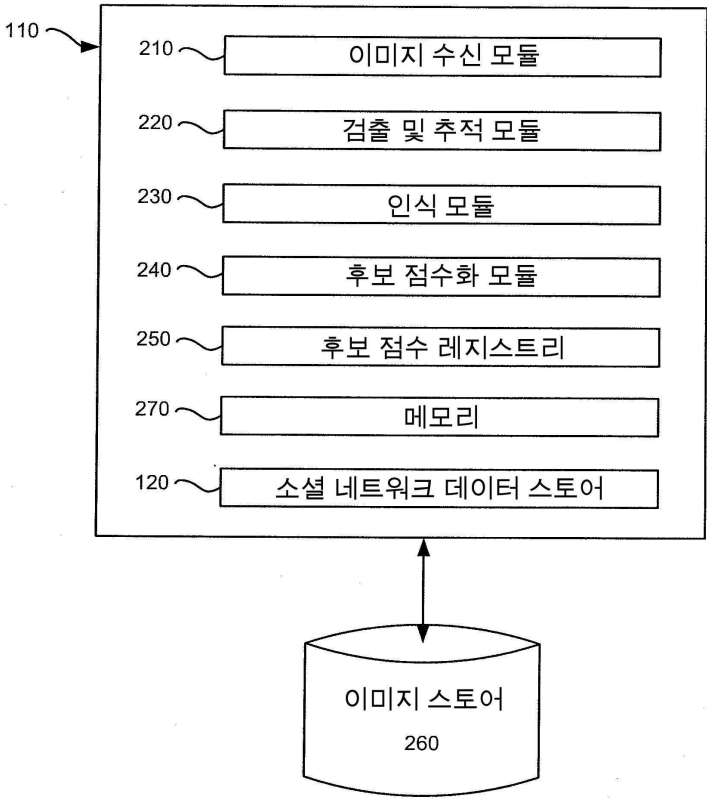 110
210 이미지 수신 모듈
220 검출 및 추적 모듈
230 인식 모듈
240 후보 점수화 모듈
250 후보 점수 레지스트리
270 메모리
120 소셜 네트워크 데이터 스토어
이미지 스토어
260